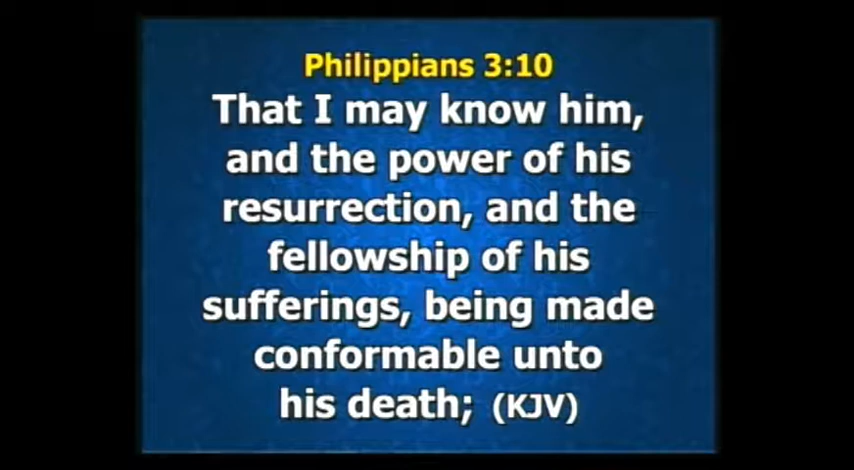 Philippians 3:10
That I may know him,
and the power of his
resurrection, and the
fellowship of his
sufferings, being made
conformable unto
his death; (KJV)